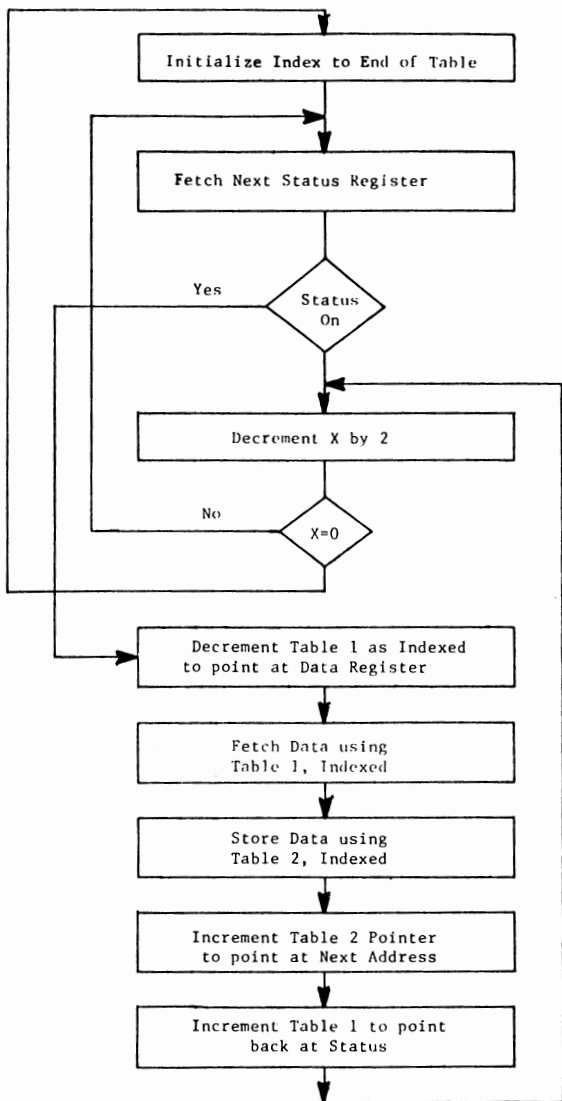 Initialize Index to End of Table
Fetch Next Status Register
Yes
Status
On
Decrement X by 2
No
X=0
Decrement Table 1 as Indexed
to point at Data Register
Fetch Data using
Table 1, Indexed
Store Data using
Table 2, Indexed
Increment Table 2 Pointer
to point at Next Address
Increment Table 1 to point
back at Status